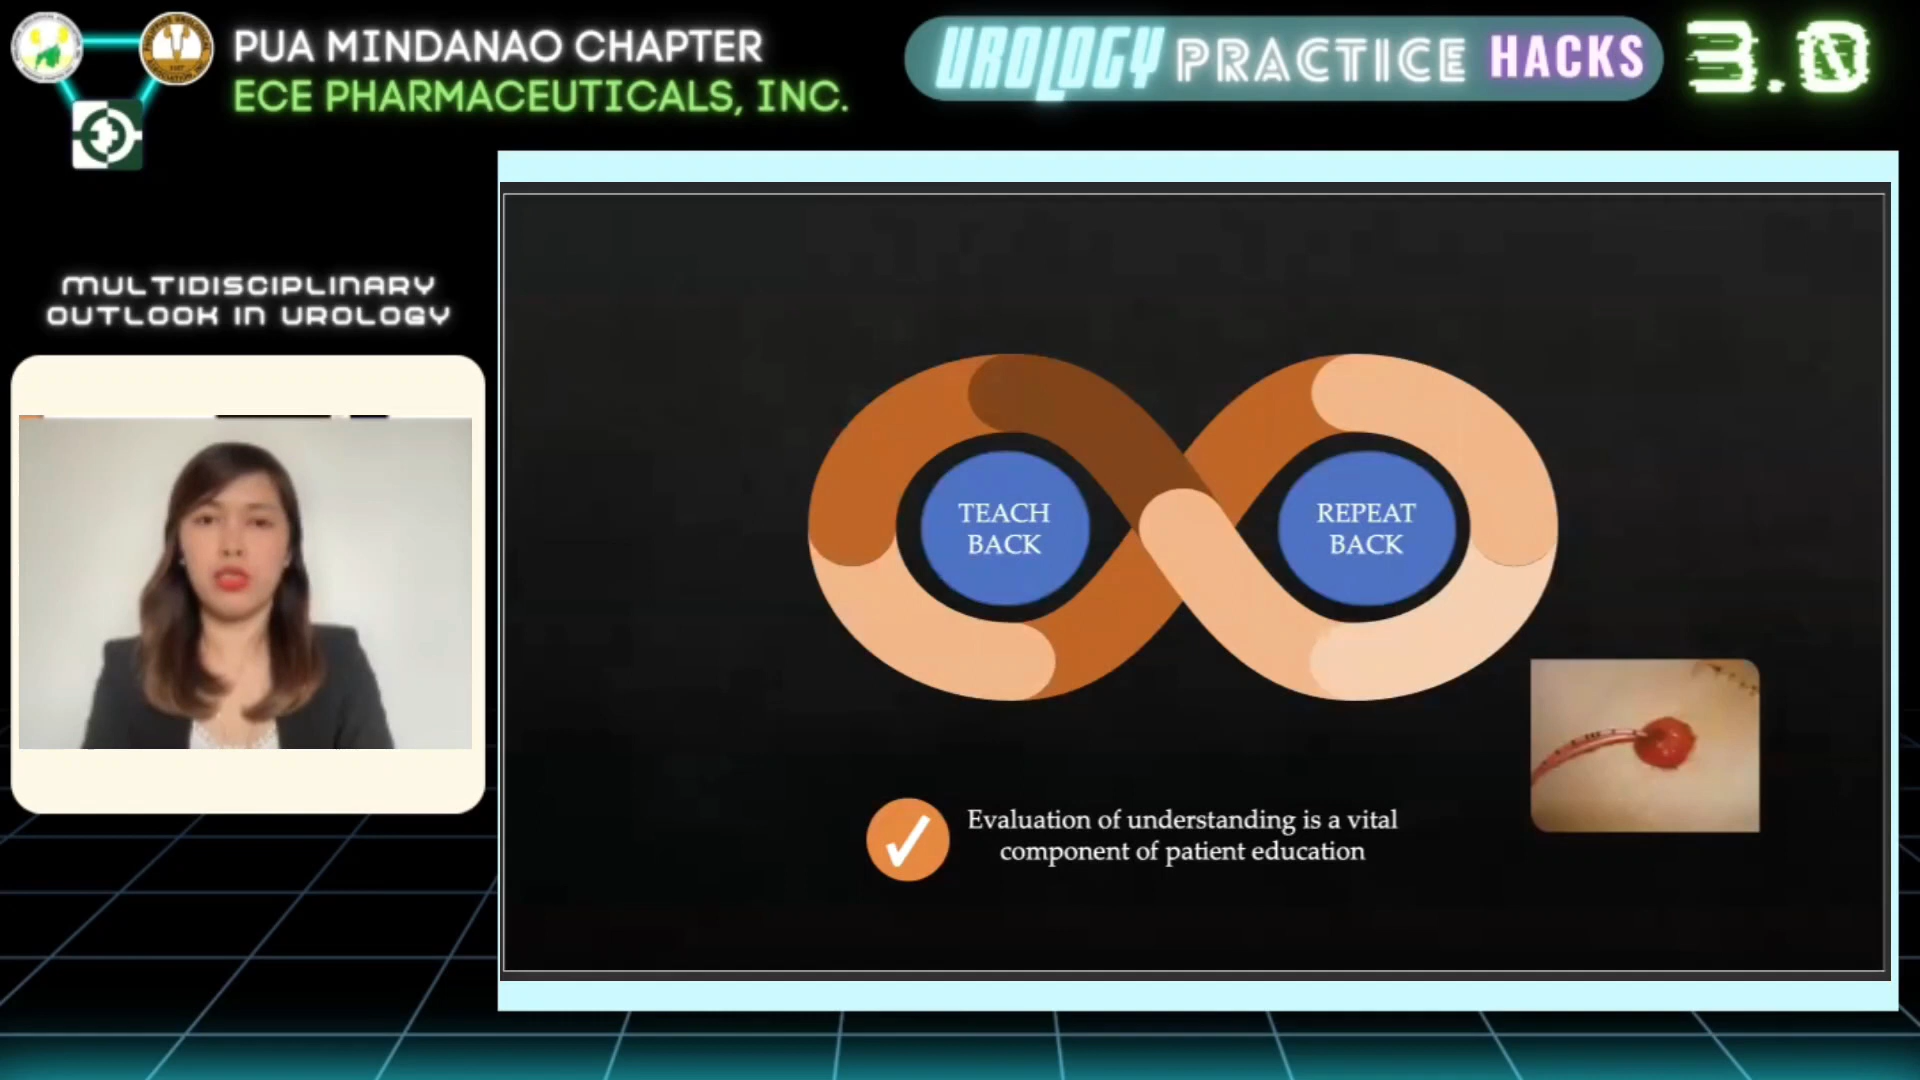 PUA MINDANAO CHAPTER
ECE PHARMACEUTICALS, INC.
UROLOGY PRACTICE HACKS 3.0
MULTIDISCIPLINARY
OUTLOOK IN UROLOGY
TEACH
BACK
REPEAT
BACK
Evaluation of understanding is a vital
component of patient education